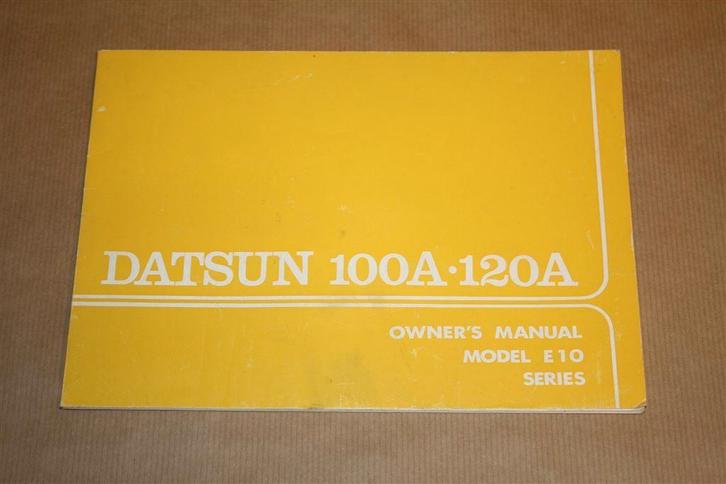 DATSUN 100A·120A
OWNER'S MANUAL
MODEL E10
SERIES